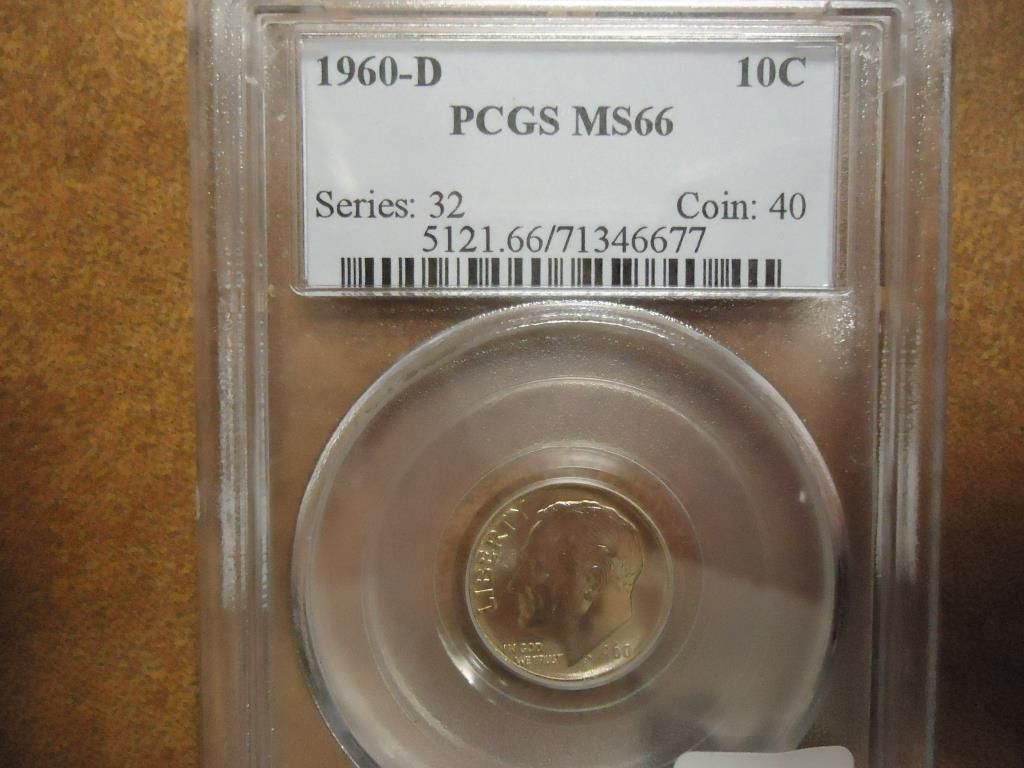 1960-D 10C
PCGS MS66
Series: 32 Coin: 40
5121.66/71346677
LIBERTY
IN GOD
WE TRUST